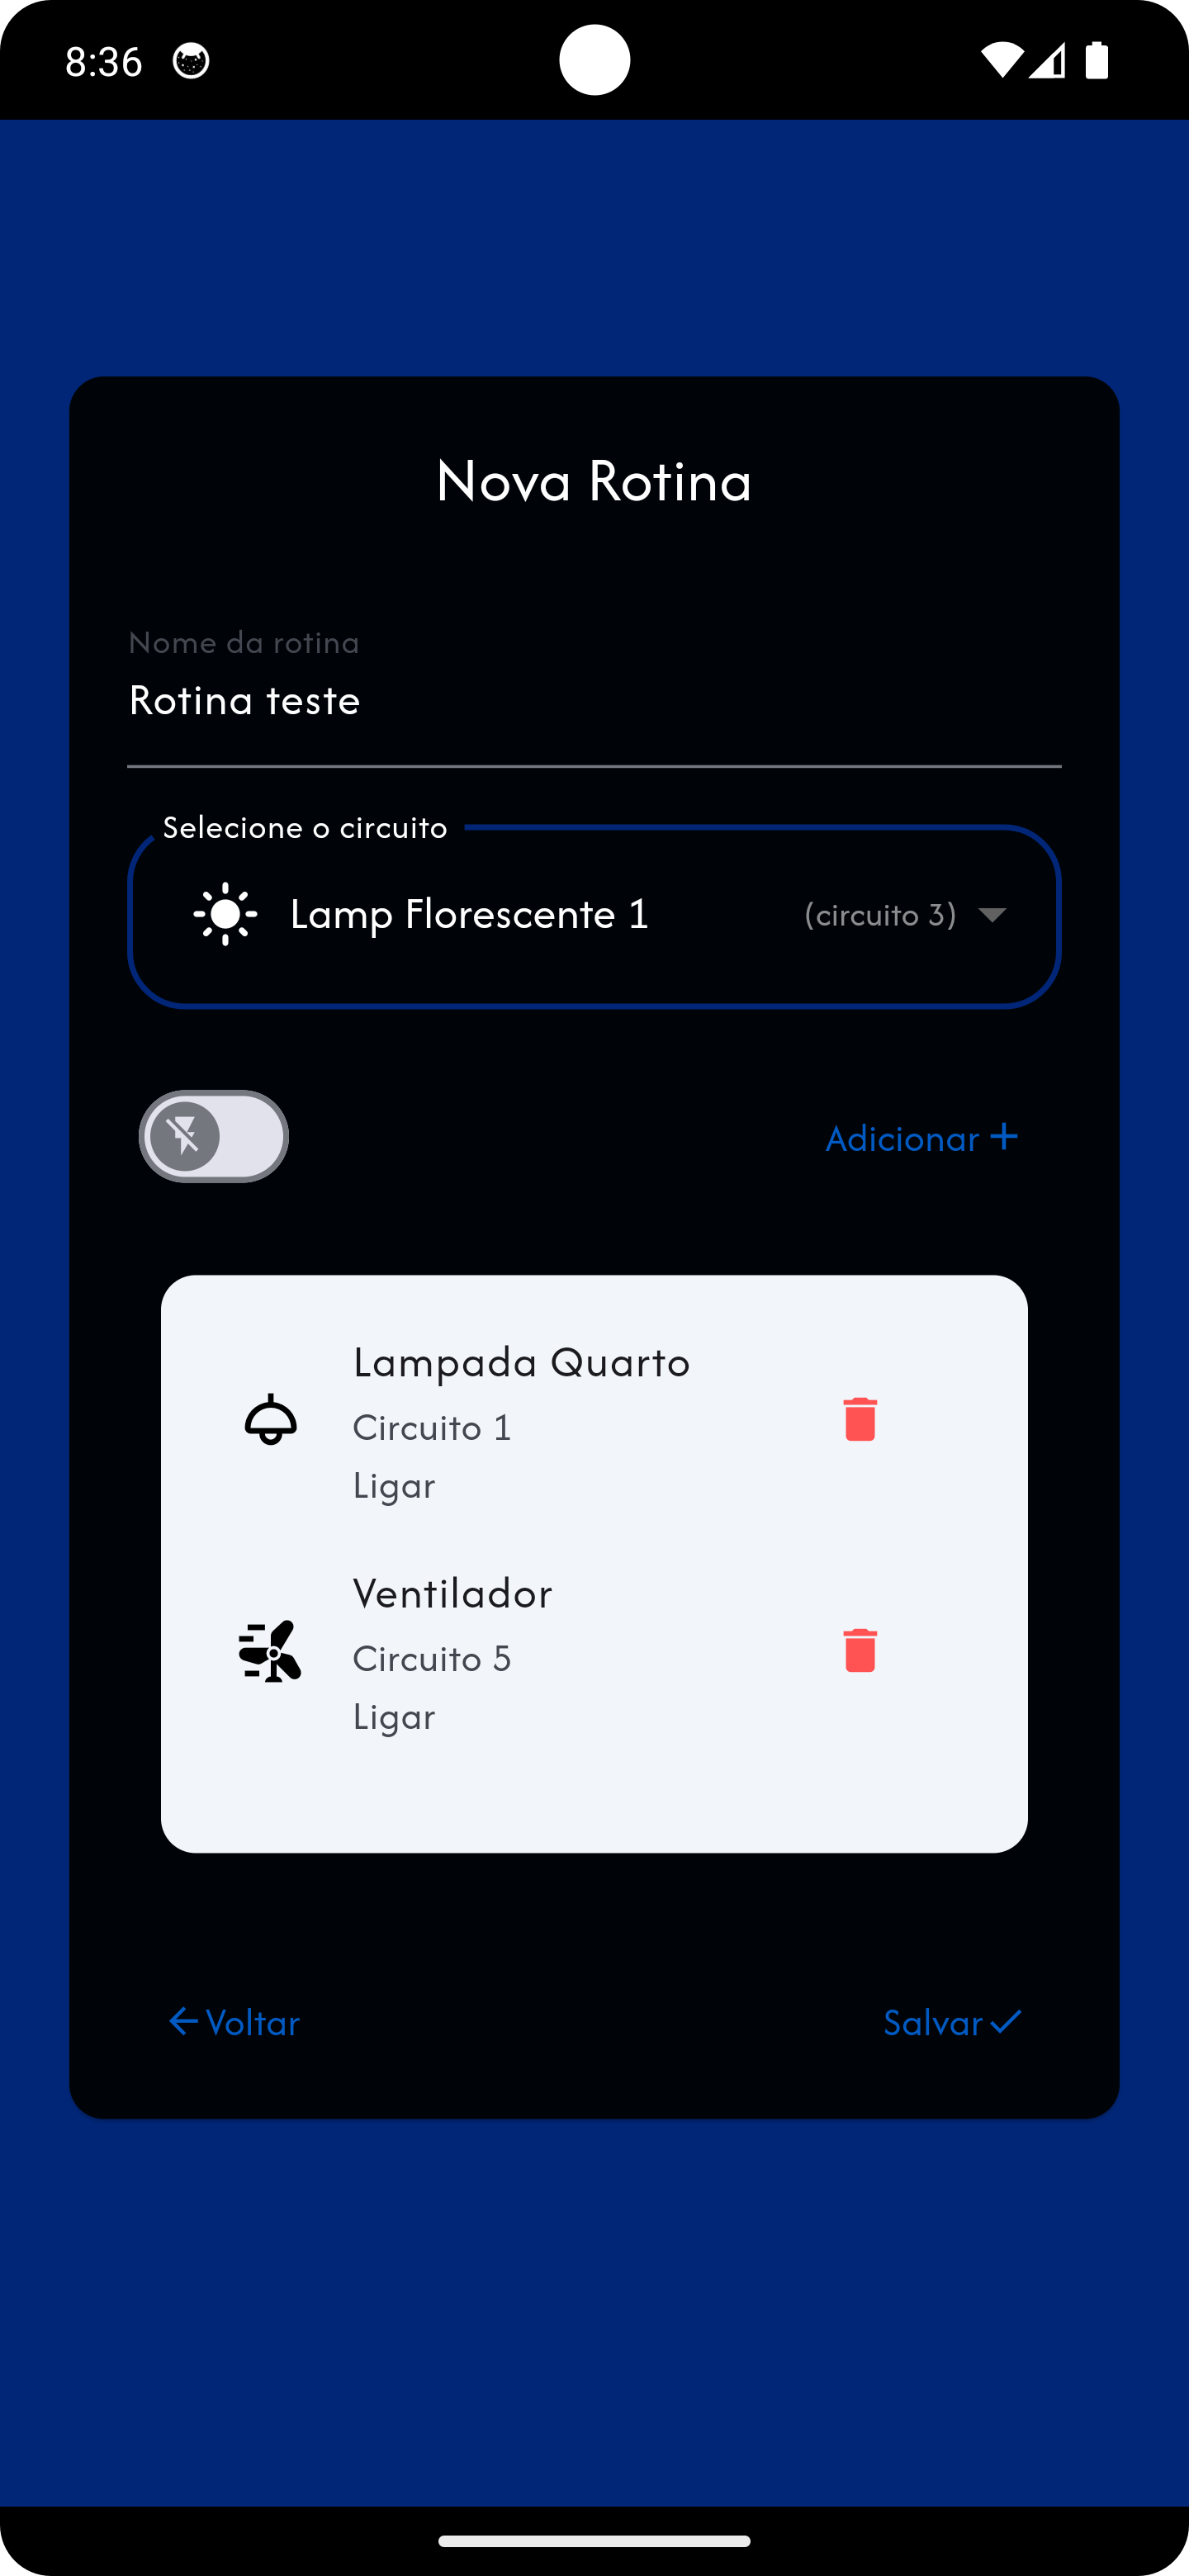 8:36
Nova Rotina
Nome da rotina
Rotina teste
Selecione o circuito
Lamp Florescente 1 (circuito 3)
Adicionar
Lampada Quarto
Circuito 1
Ligar
Ventilador
Circuito 5
Ligar
Voltar Salvar